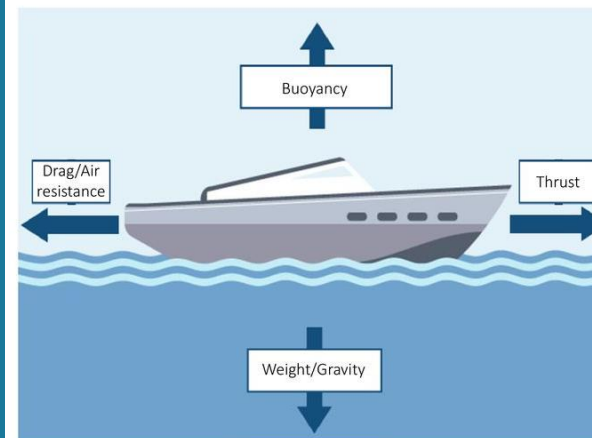 Buoyancy
Drag/Air
resistance
Thrust
Weight/Gravity